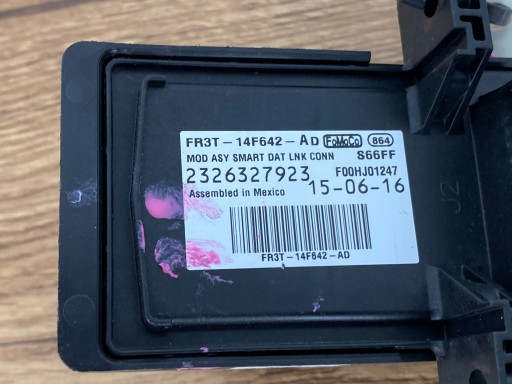 FR3T-14F642-AD FoMoCo 864
MOD ASY SMART DAT LNK CONN S66FF
2326327923 F00HJ01247
Assembled in Mexico 15-06-16
FR3T-14F642-AD
J2